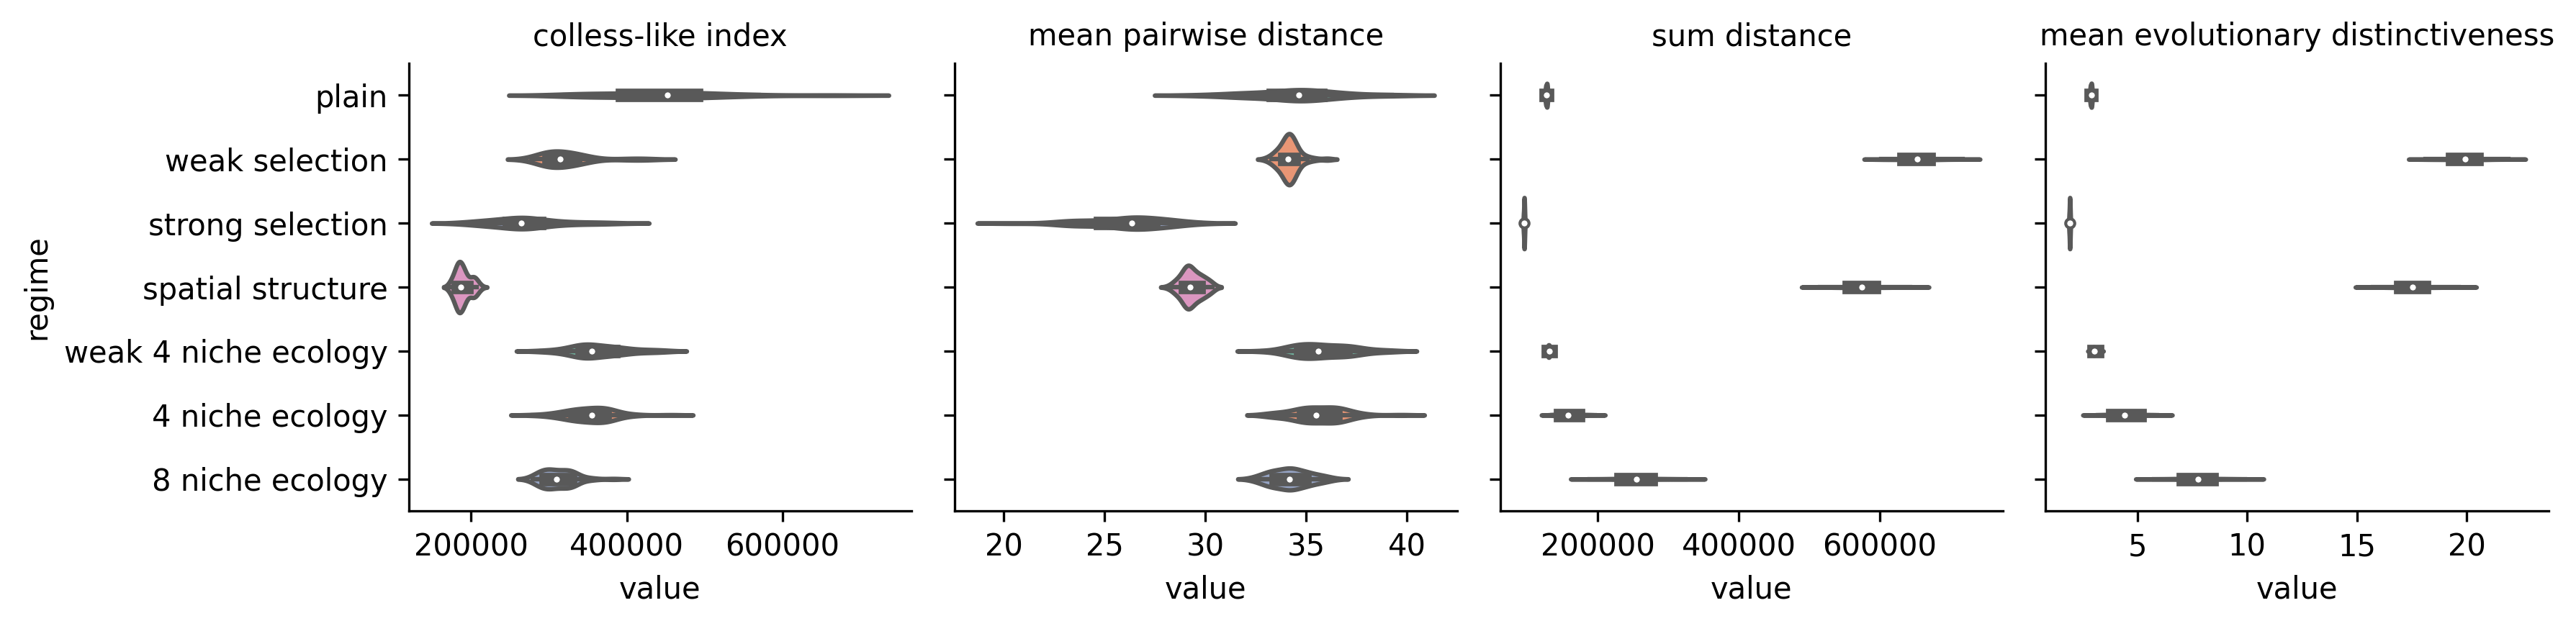 colless-like index
mean pairwise distance
sum distance
mean evolutionary distinctiveness
regime
plain
weak selection
strong selection
spatial structure
weak 4 niche ecology
4 niche ecology
8 niche ecology
200000 400000 600000
20 25 30 35 40
200000 400000 600000
5 10 15 20
value
value
value
value